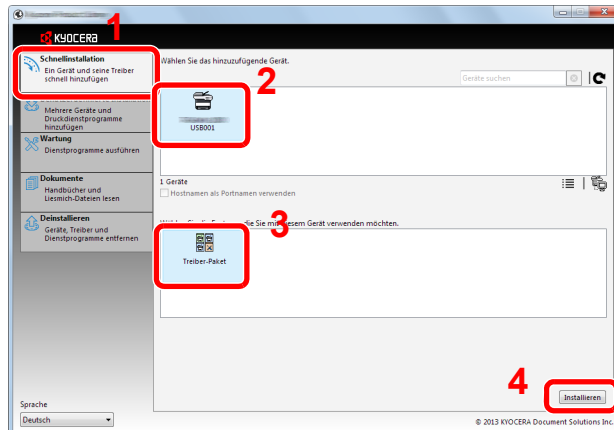 KYOCERA
1
Schnellinstallation
Ein Gerät und seine Treiber
schnell hinzufügen
Mehrere Geräte und
Druckdienstprogramme
hinzufügen
Wartung
Dienstprogramme ausführen
Dokumente
Handbücher und
Liesmich-Dateien lesen
Deinstallieren
Geräte, Treiber und
Dienstprogramme entfernen
Sprache
Deutsch
Wählen Sie das hinzuzufügende Gerät.
2
Geräte suchen
USB001
1 Geräte
Hostnamen als Portnamen verwenden
3
die Sie mit diesem Gerät verwenden möchten.
Treiber-Paket
4
Installieren
© 2013 KYOCERA Document Solutions Inc.